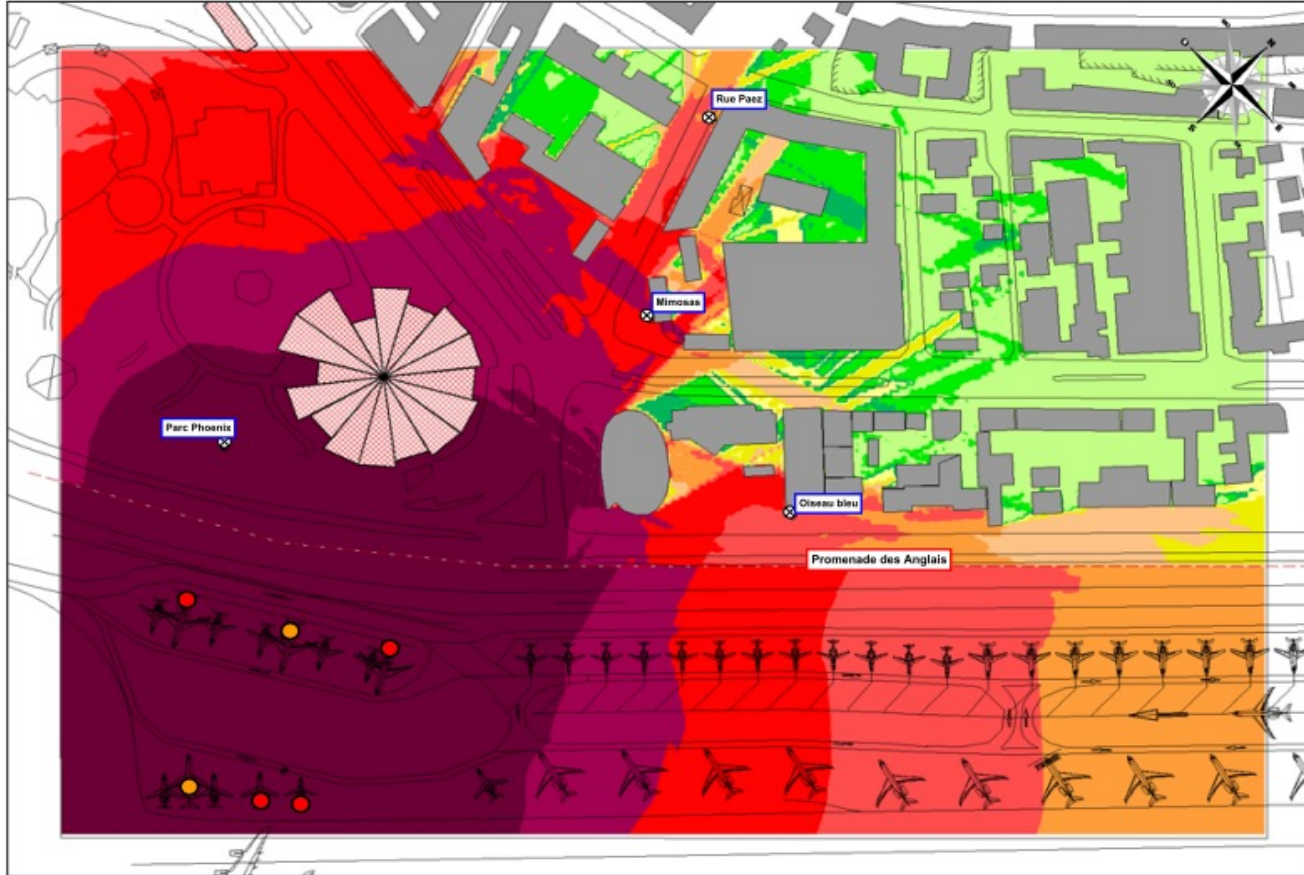 Rue Paez
Mimosas
Parc Phoenix
Oiseau bleu
Promenade des Anglais